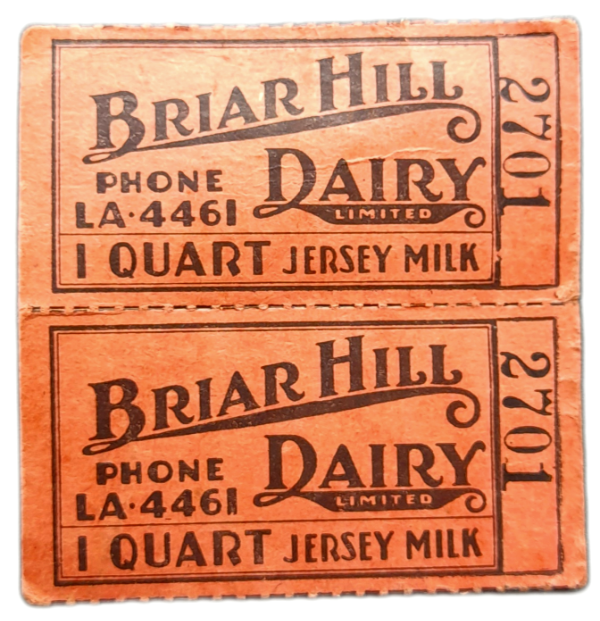 BRIAR HILL
DAIRY
LIMITED
PHONE
LA·4461
1 QUART JERSEY MILK
2701
BRIAR HILL
DAIRY
LIMITED
PHONE
LA·4461
1 QUART JERSEY MILK
2701